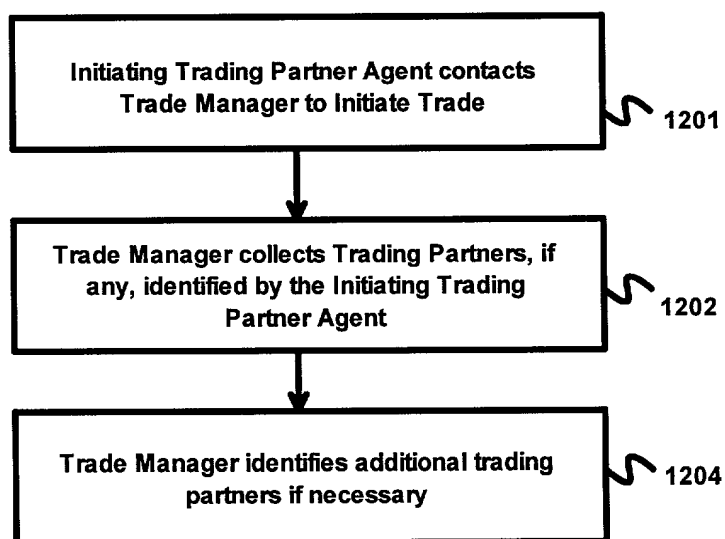 Initiating Trading Partner Agent contacts
Trade Manager to Initiate Trade
1201
Trade Manager collects Trading Partners, if
any, identified by the Initiating Trading
Partner Agent
1202
Trade Manager identifies additional trading
partners if necessary
1204